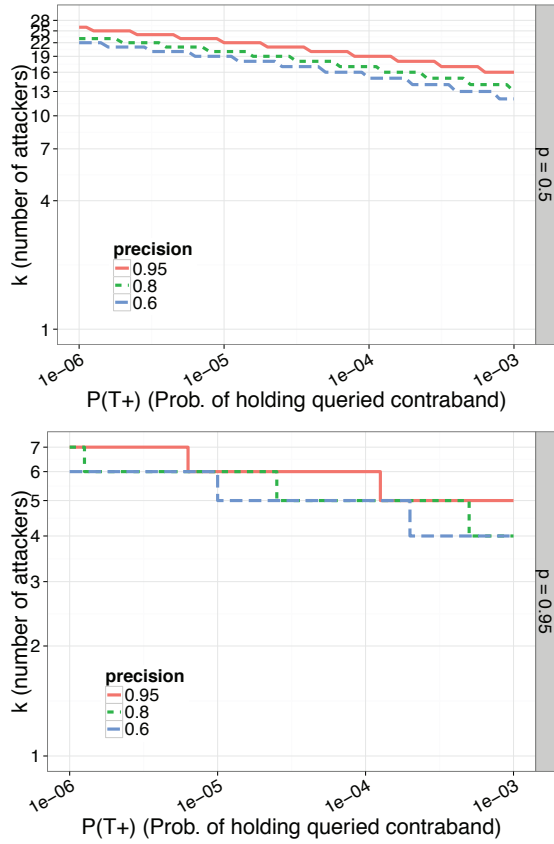 k (number of attackers)
28
25
22
19
16
13
10
7
4
1
p = 0.5
precision
0.95
0.8
0.6
1e−06
1e−05
1e−04
1e−03
P(T+) (Prob. of holding queried contraband)
k (number of attackers)
7
6
5
4
3
2
1
p = 0.95
precision
0.95
0.8
0.6
1e−06
1e−05
1e−04
1e−03
P(T+) (Prob. of holding queried contraband)